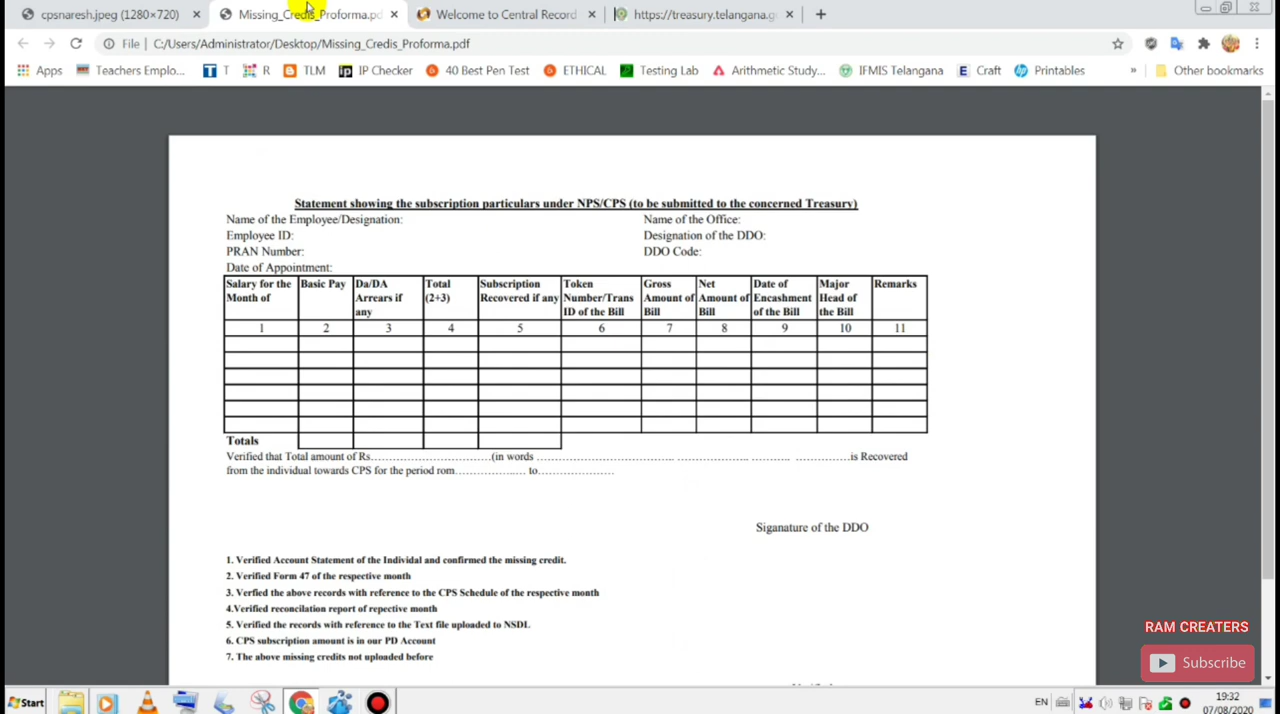 cpsnaresh.jpeg (1280×720)
Missing_Credis_Proforma.pd
Welcome to Central Record
https://treasury.telangana.g
File | C:/Users/Administrator/Desktop/Missing_Credis_Proforma.pdf
Apps
Teachers Emplo...
T
R
TLM
IP Checker
40 Best Pen Test
ETHICAL
Testing Lab
Arithmetic Study...
IFMIS Telangana
Craft
Printables
» Other bookmarks
Statement showing the subscription particulars under NPS/CPS (to be submitted to the concerned Treasury)
Name of the Employee/Designation: Name of the Office:
Employee ID: Designation of the DDO:
PRAN Number: DDO Code:
Date of Appointment:
Salary for the Month of
Basic Pay
Da/DA Arrears if any
Total (2+3)
Subscription Recovered if any
Token Number/Trans ID of the Bill
Gross Amount of Bill
Net Amount of Bill
Date of Encashment of the Bill
Major Head of the Bill
Remarks
1 2 3 4 5 6 7 8 9 10 11
Totals
Verified that Total amount of Rs.......................................(in words ............................................. ....................... ............ ..................is Recovered
from the individual towards CPS for the period rom....................... to.........................
Siganature of the DDO
1. Verified Account Statement of the Individal and confirmed the missing credit.
2. Verified Form 47 of the respective month
3. Verfied the above records with reference to the CPS Schedule of the respective month
4.Verified reconcilation report of repective month
5. Verified the records with reference to the Text file uploaded to NSDL
6. CPS subscription amount is in our PD Account
7. The above missing credits not uploaded before
RAM CREATERS
Subscribe
Start
EN
19:32
07/08/2020